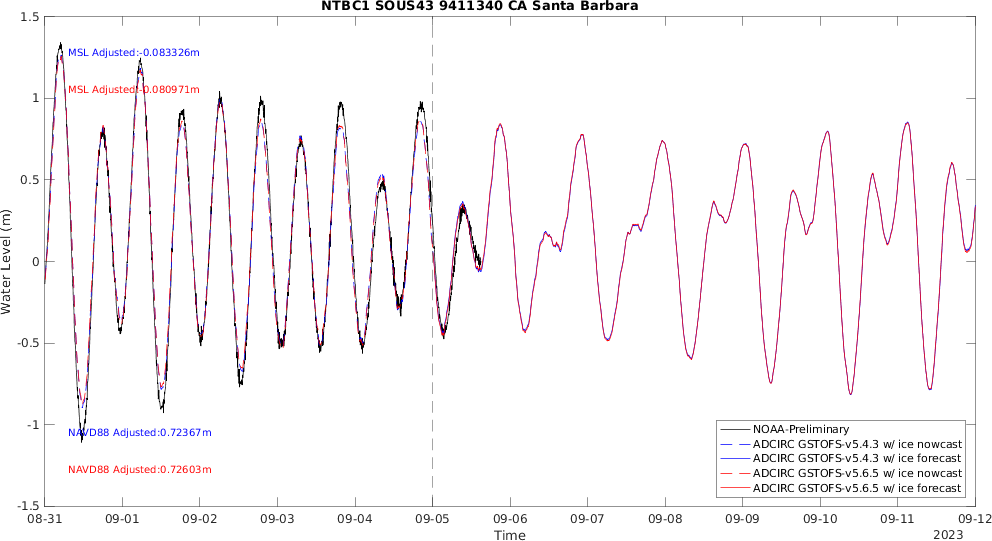 NTBC1 SOUS43 9411340 CA Santa Barbara
1.5
1
0.5
0
-0.5
-1
-1.5
Water Level (m)
MSL Adjusted:-0.083326m
MSL Adjusted:-0.080971m
NAVD88 Adjusted:0.72367m
NAVD88 Adjusted:0.72603m
NOAA-Preliminary
ADCIRC GSTOFS-v5.4.3 w/ ice nowcast
ADCIRC GSTOFS-v5.4.3 w/ ice forecast
ADCIRC GSTOFS-v5.6.5 w/ ice nowcast
ADCIRC GSTOFS-v5.6.5 w/ ice forecast
08-31 09-01 09-02 09-03 09-04 09-05 09-06 09-07 09-08 09-09 09-10 09-11 09-12
Time
2023